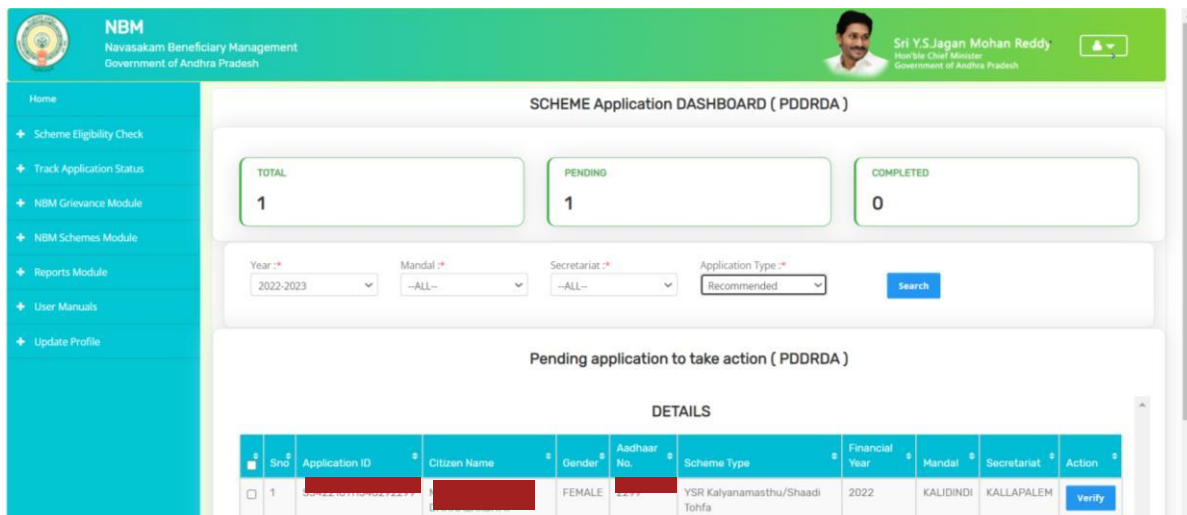 NBM
Navasakam Beneficiary Management
Government of Andhra Pradesh
Sri Y.S.Jagan Mohan Reddy
Hon'ble Chief Minister
Government of Andhra Pradesh
Home
Scheme Eligibility Check
Track Application Status
NBM Grievance Module
NBM Schemes Module
Reports Module
User Manuals
Update Profile
SCHEME Application DASHBOARD ( PDDRDA )
TOTAL
1
PENDING
1
COMPLETED
0
Year :* Mandal :* Secretariat :* Application Type :*
2022-2023 --ALL-- --ALL-- Recommended Search
Pending application to take action ( PDDRDA )
DETAILS
Sno Application ID Citizen Name Gender Aadhaar No. Scheme Type Financial Year Mandal Secretariat Action
1 FEMALE YSR Kalyanamasthu/Shaadi Tohfa 2022 KALIDINDI KALLAPALEM Verify